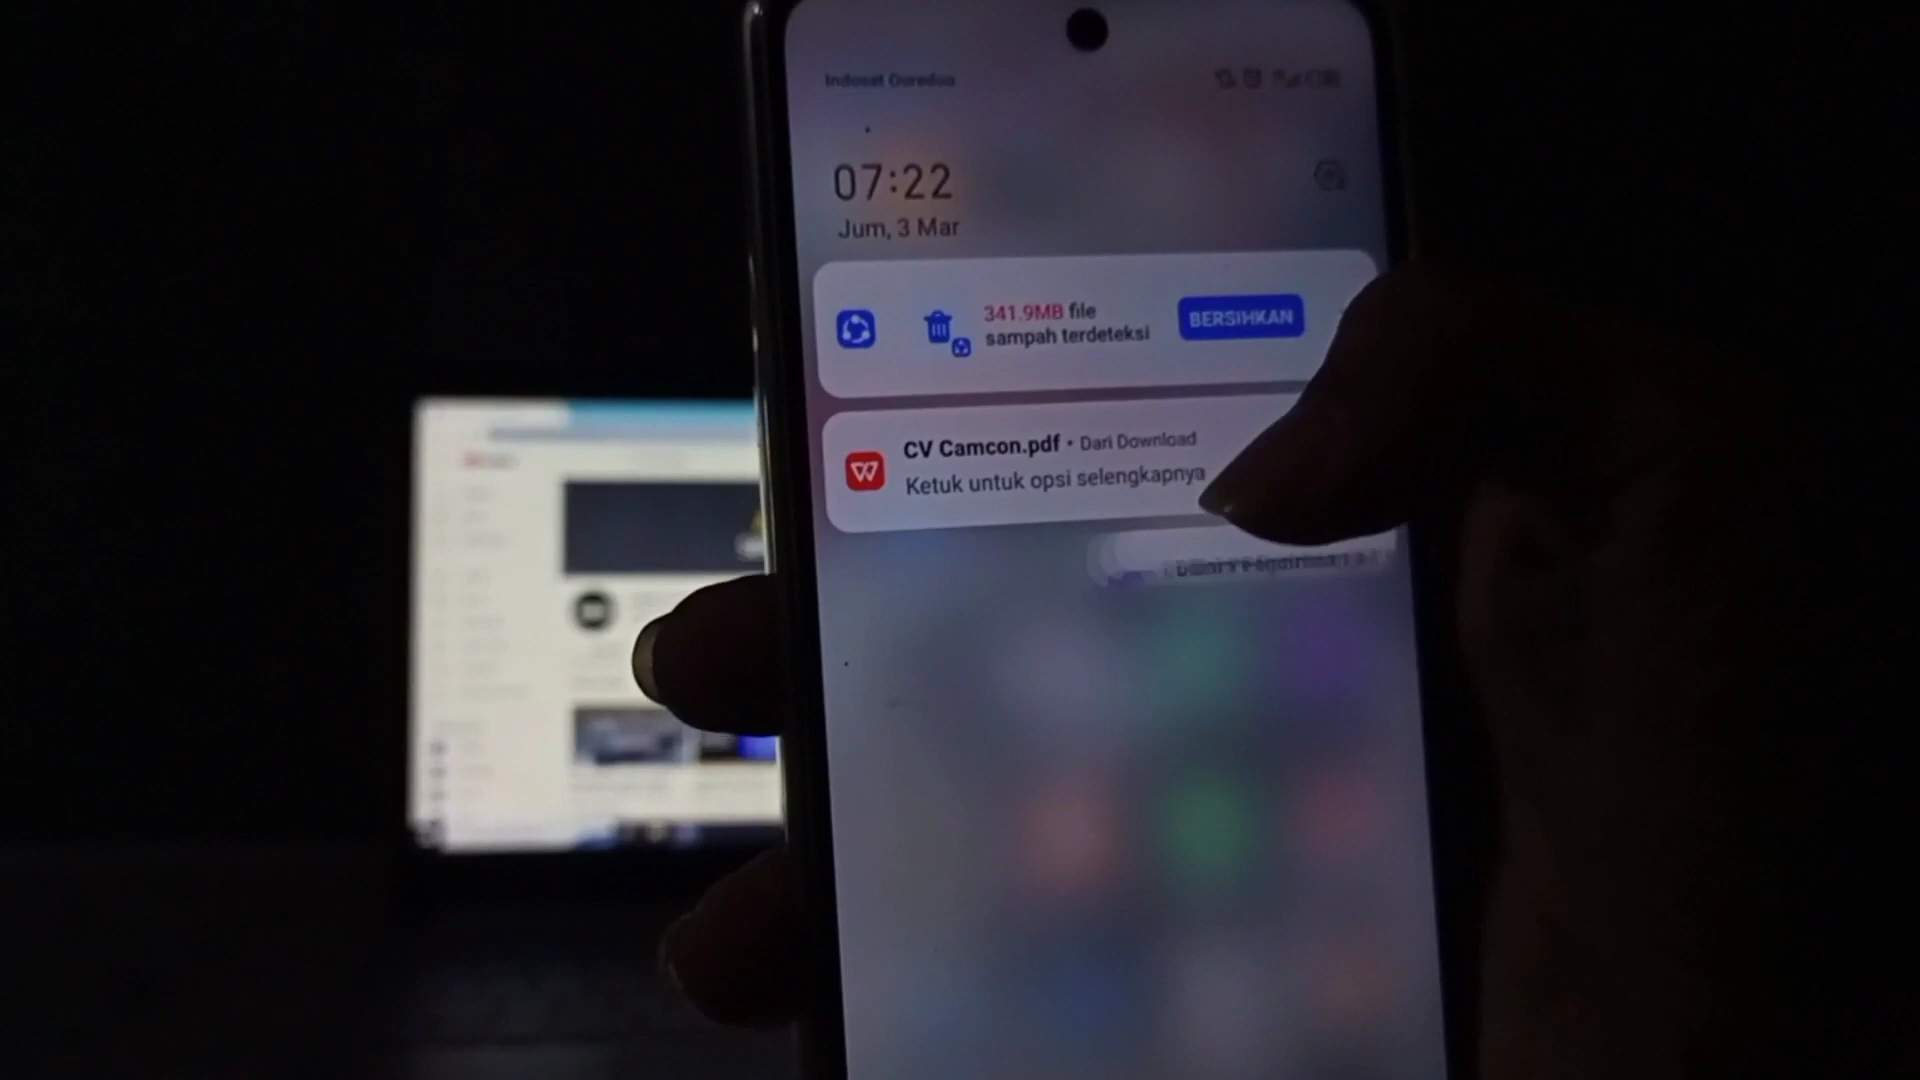 Indosat Ooredoo
07:22
Jum, 3 Mar
341.9MB file
sampah terdeteksi
BERSIHKAN
CV Camcon.pdf • Dari Download
Ketuk untuk opsi selengkapnya